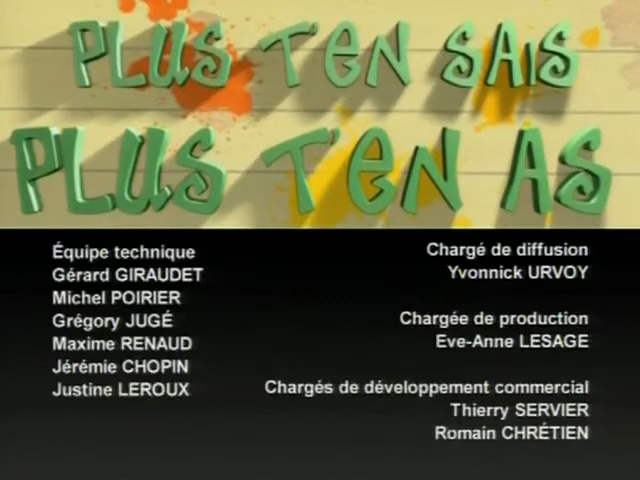 PLUS T'EN SAIS
PLUS T'EN AS
Équipe technique
Gérard GIRAUDET
Michel POIRIER
Grégory JUGÉ
Maxime RENAUD
Jérémie CHOPIN
Justine LEROUX
Chargé de diffusion
Yvonnick URVOY
Chargée de production
Eve-Anne LESAGE
Chargés de développement commercial
Thierry SERVIER
Romain CHRÉTIEN